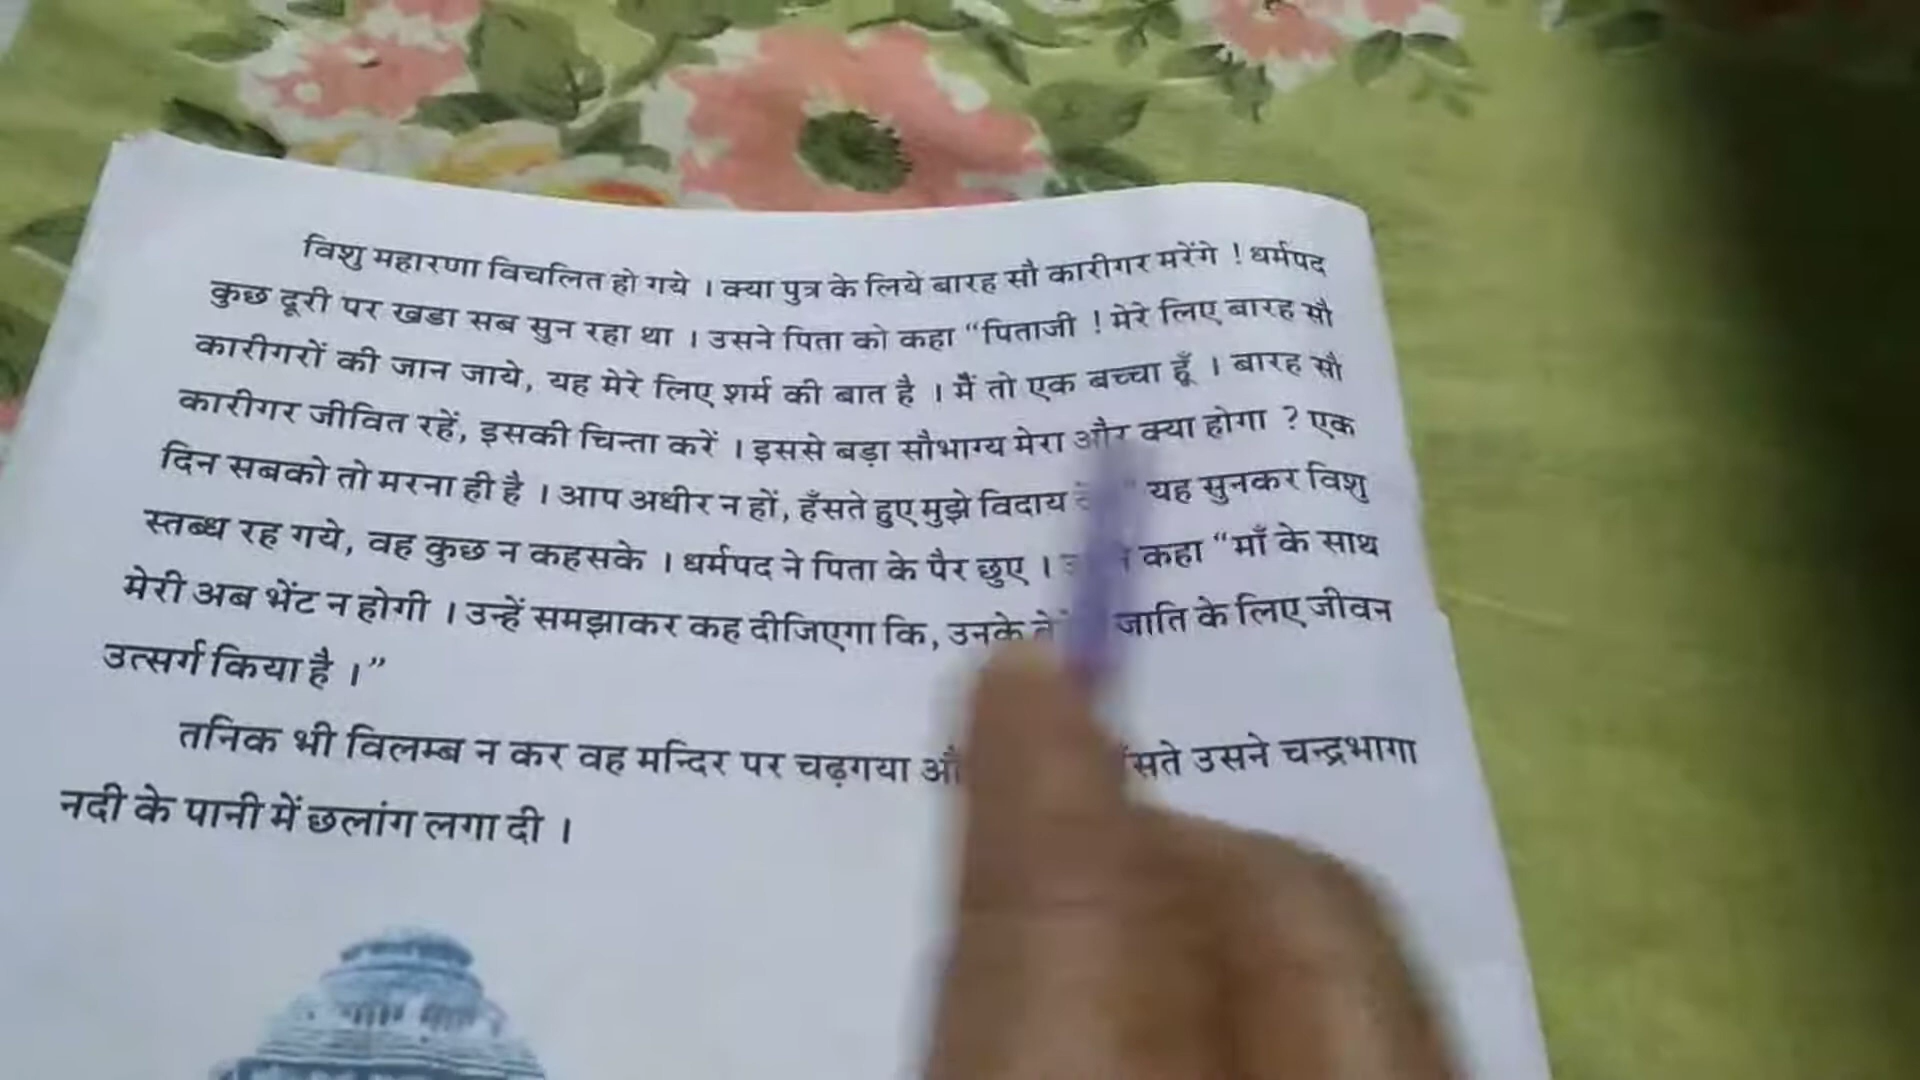 विशु महारणा विचलित हो गये । क्या पुत्र के लिये बारह सौ कारीगर मरेंगे ! धर्मपद
कुछ दूरी पर खडा सब सुन रहा था । उसने पिता को कहा “पिताजी ! मेरे लिए बारह सौ
कारीगरों की जान जाये, यह मेरे लिए शर्म की बात है । मैं तो एक बच्चा हूँ । बारह सौ
कारीगर जीवित रहें, इसकी चिन्ता करें । इससे बड़ा सौभाग्य मेरा और क्या होगा ? एक
दिन सबको तो मरना ही है । आप अधीर न हों, हँसते हुए मुझे विदाय यह सुनकर विशु
स्तब्ध रह गये, वह कुछ न कहसके । धर्मपद ने पिता के पैर छुए । कहा “माँ के साथ
मेरी अब भेंट न होगी । उन्हें समझाकर कह दीजिएगा कि, उनके जाति के लिए जीवन
उत्सर्ग किया है ।”
तनिक भी विलम्ब न कर वह मन्दिर पर चढ़गया उसने चन्द्रभागा
नदी के पानी में छलांग लगा दी ।